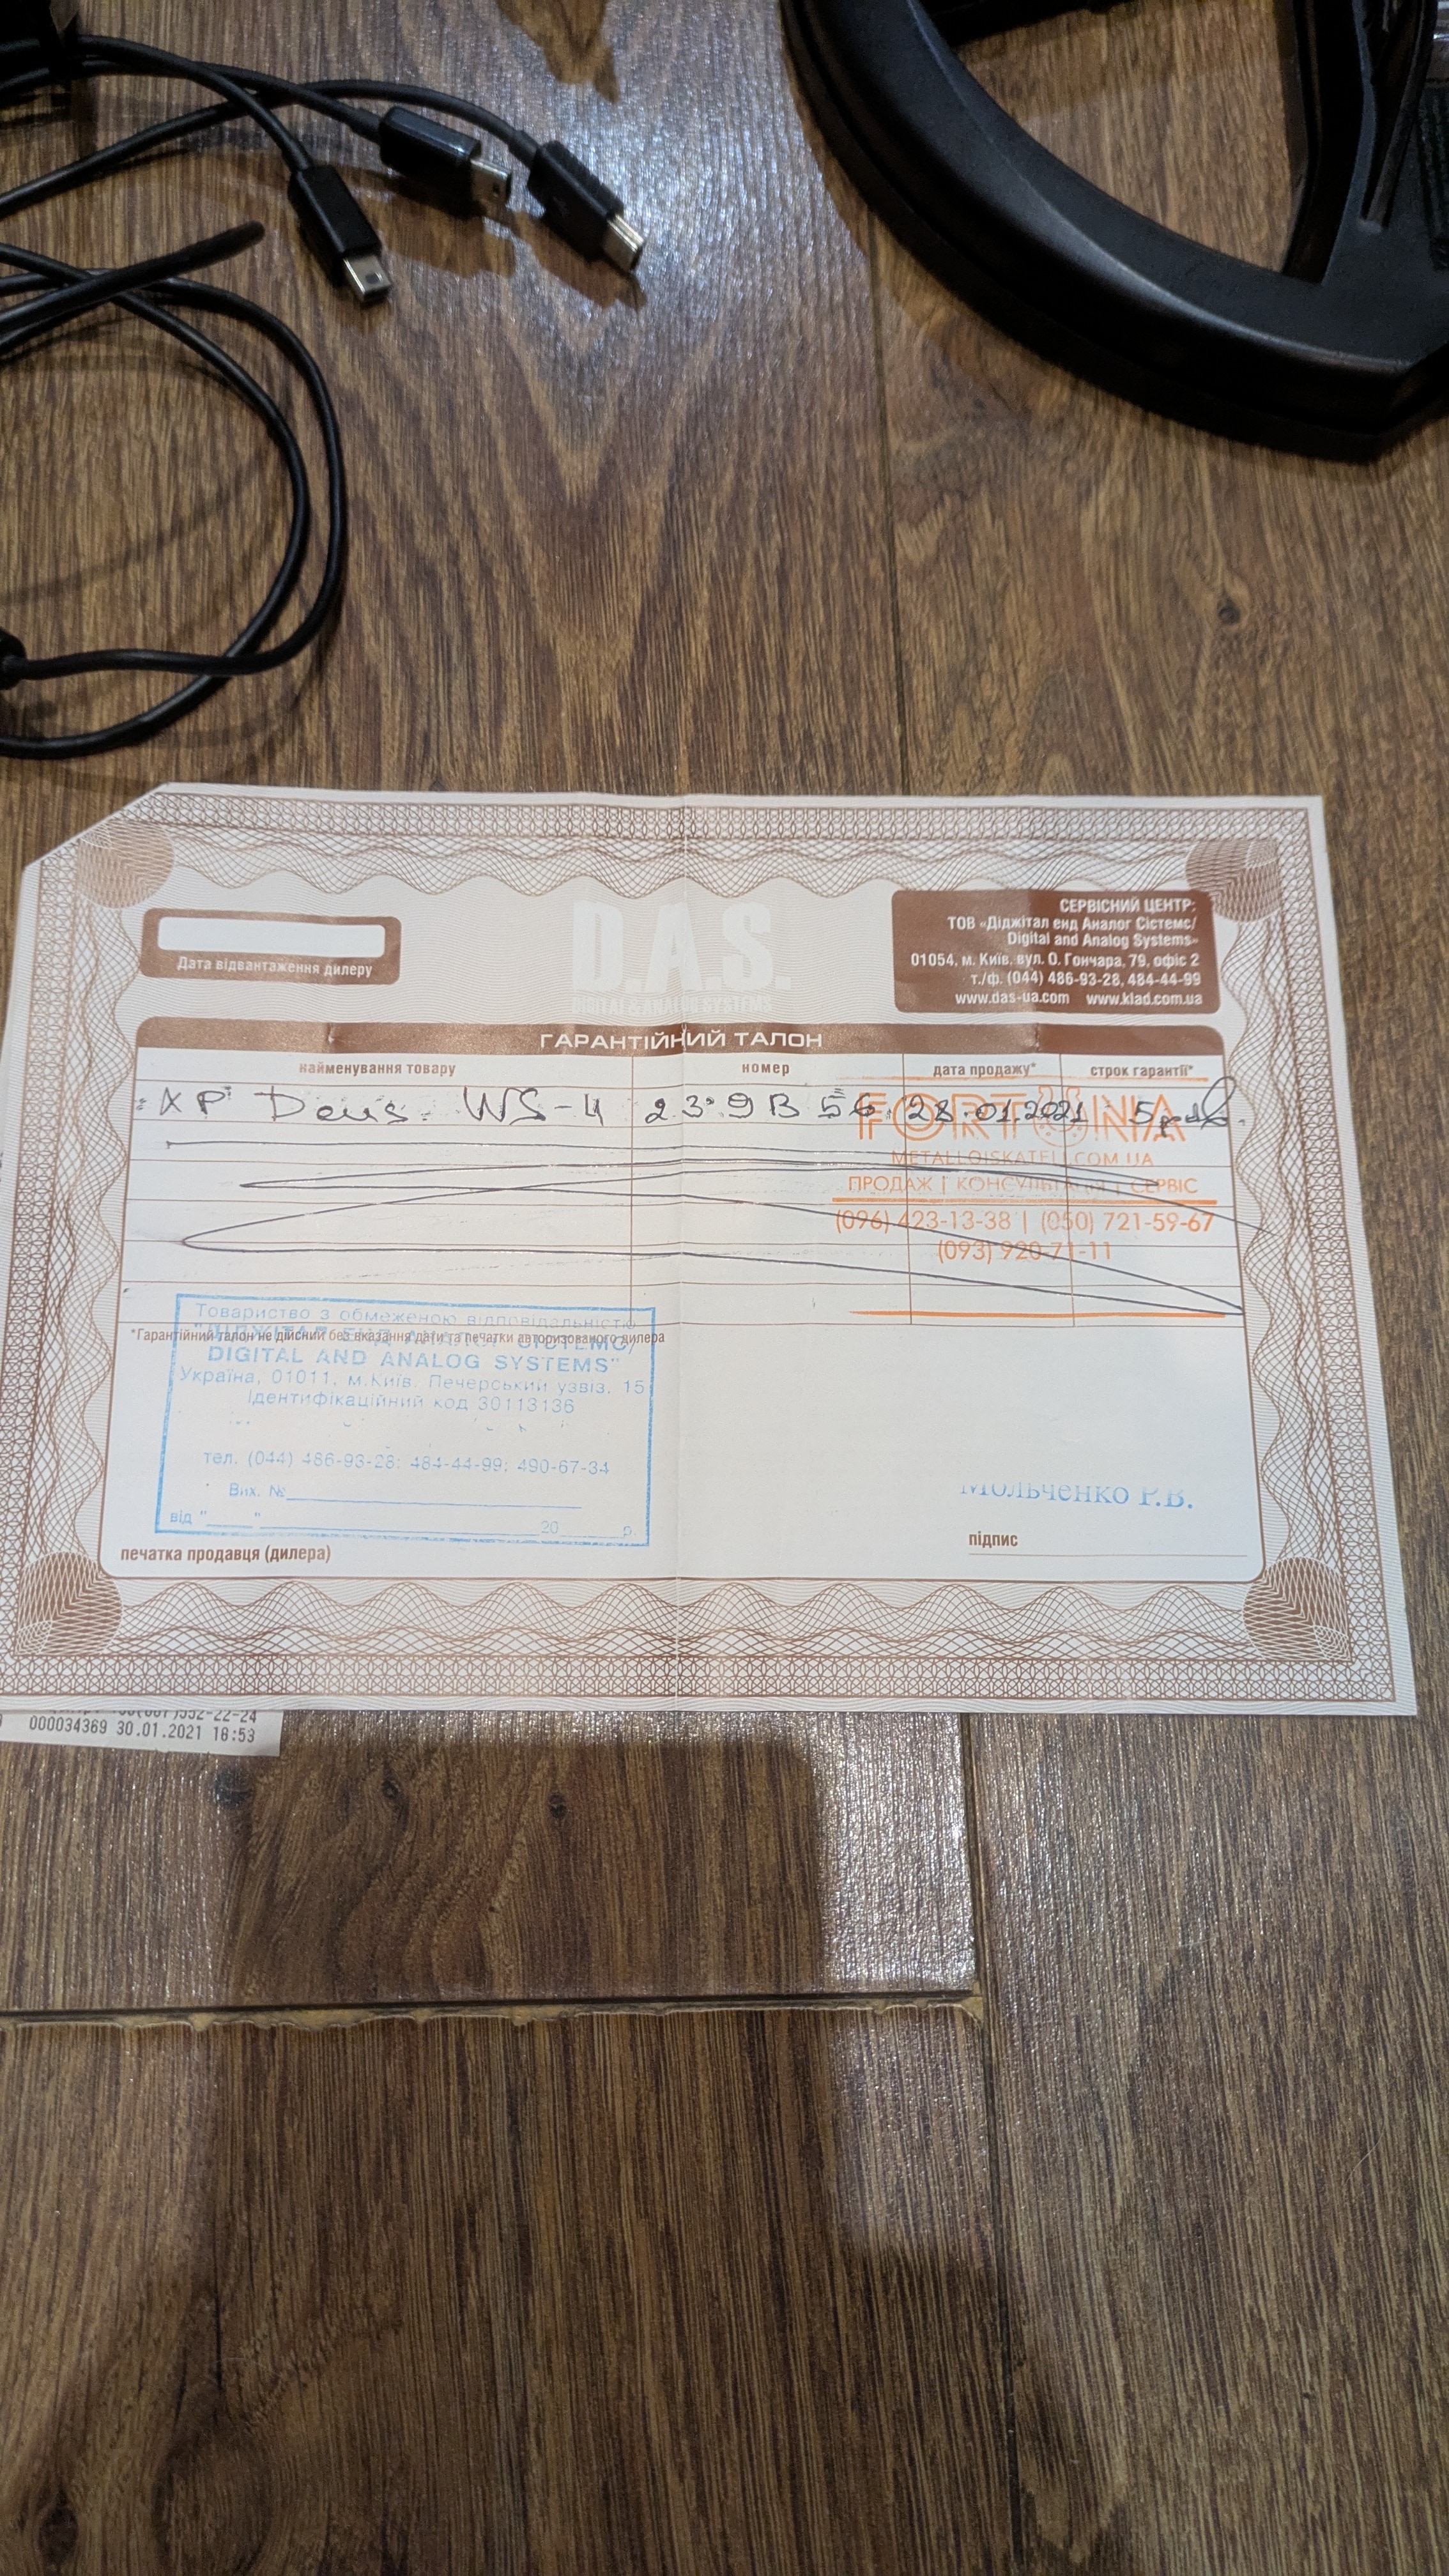 D.A.S.
DIGITAL & ANALOG SYSTEMS
Дата відвантаження дилеру
СЕРВІСНИЙ ЦЕНТР:
ТОВ «Діджітал енд Аналог Сістемс/
Digital and Analog Systems»
01054, м. Київ, вул. О. Гончара, 79, офіс 2
т./ф. (044) 486-93-28, 484-44-99
www.das-ua.com www.klad.com.ua
ГАРАНТІЙНИЙ ТАЛОН
найменування товару номер дата продажу* строк гарантії*
XP Deus WS-4 239B56 28.01.2021 5
FORTUNA
METALLOISKATELI.COM.UA
ПРОДАЖ | КОНСУЛЬТАЦІЯ | СЕРВІС
(096) 423-13-38 | (050) 721-59-67
(093) 920-71-11
Товариство з обмеженою відповідальністю
*Гарантійний талон не дійсний без вказання дати та печатки авторизованого дилера
DIGITAL AND ANALOG SYSTEMS"
Україна, 01011, м.Київ, Печерський узвіз, 15
Ідентифікаційний код 30113136
тел. (044) 486-93-28; 484-44-99; 490-67-34
Вих. №
від " " 20 р.
печатка продавця (дилера)
Мольченко Р.В.
підпис
000034369 30.01.2021 16:53